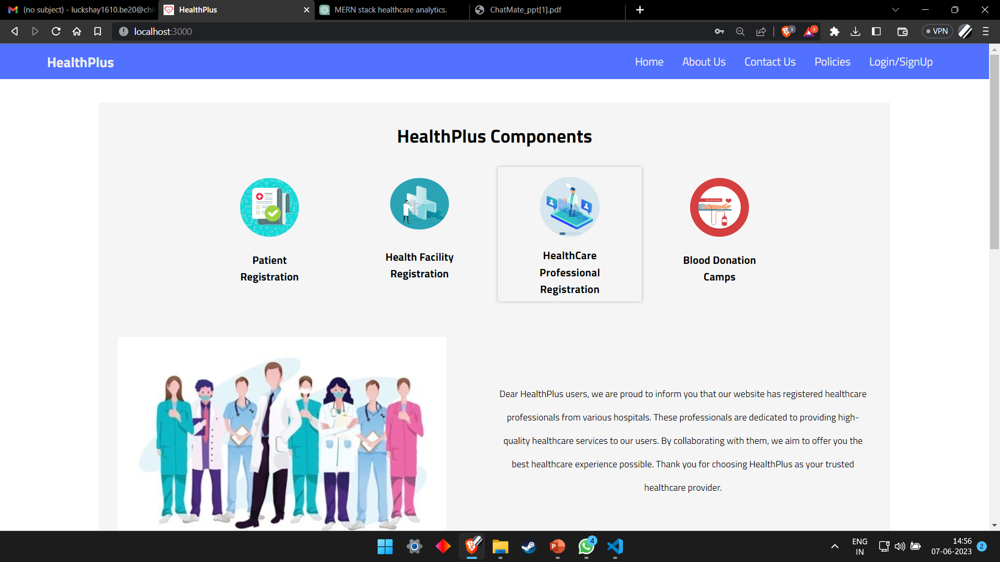 (no subject) - luckshay1610.be20@chi
HealthPlus
MERN stack healthcare analytics.
ChatMate_ppt[1].pdf
localhost:3000
3
3
VPN
HealthPlus
Home
About Us
Contact Us
Policies
Login/SignUp
HealthPlus Components
Patient
Registration
Health Facility
Registration
HealthCare
Professional
Registration
Blood Donation
Camps
Dear HealthPlus users, we are proud to inform you that our website has registered healthcare
professionals from various hospitals. These professionals are dedicated to providing high-
quality healthcare services to our users. By collaborating with them, we aim to offer you the
best healthcare experience possible. Thank you for choosing HealthPlus as your trusted
healthcare provider.
P
4
ENG
IN
14:56
07-06-2023
2